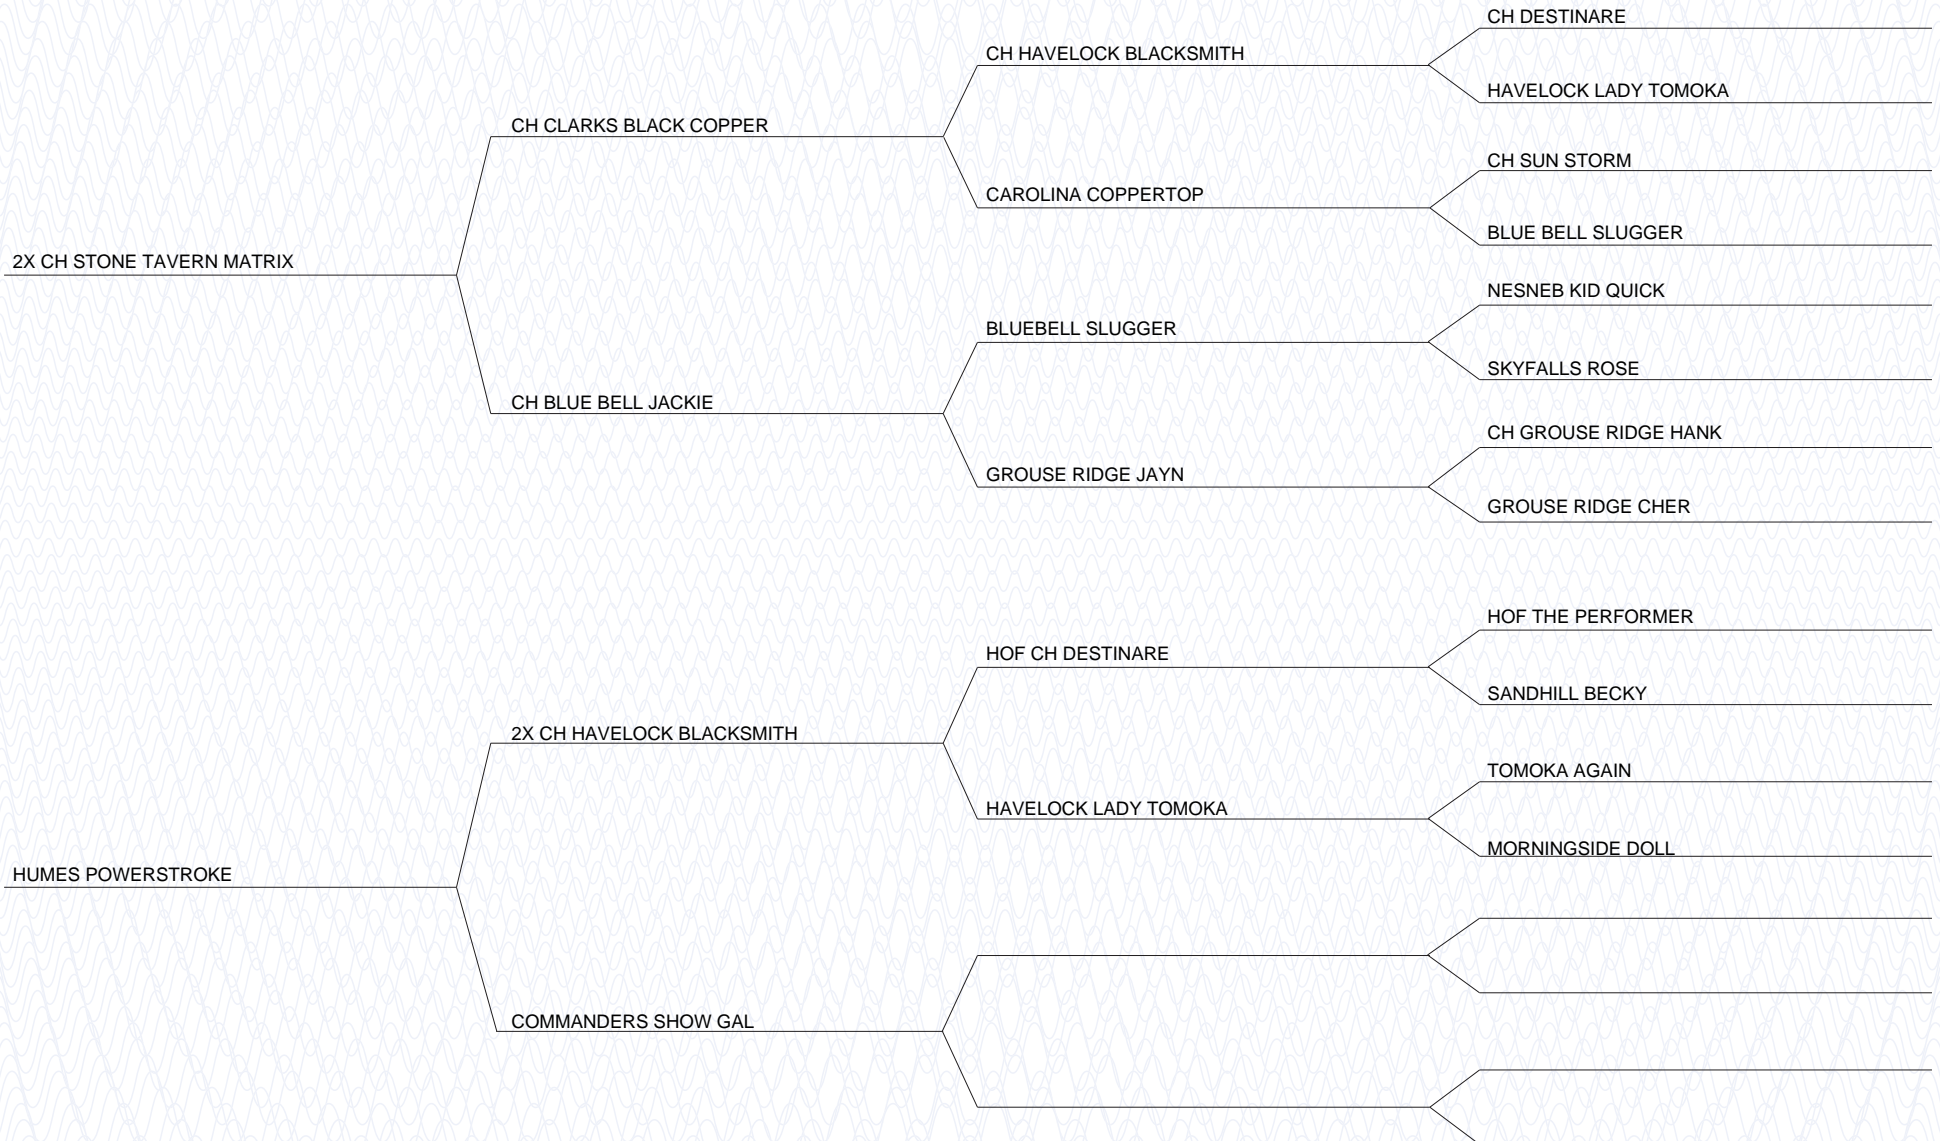 CH DESTINARE
CH HAVELOCK BLACKSMITH
HAVELOCK LADY TOMOKA
CH CLARKS BLACK COPPER
CH SUN STORM
CAROLINA COPPERTOP
BLUE BELL SLUGGER
2X CH STONE TAVERN MATRIX
NESNEB KID QUICK
BLUEBELL SLUGGER
SKYFALLS ROSE
CH BLUE BELL JACKIE
CH GROUSE RIDGE HANK
GROUSE RIDGE JAYN
GROUSE RIDGE CHER
HOF THE PERFORMER
HOF CH DESTINARE
SANDHILL BECKY
2X CH HAVELOCK BLACKSMITH
TOMOKA AGAIN
HAVELOCK LADY TOMOKA
MORNINGSIDE DOLL
HUMES POWERSTROKE
COMMANDERS SHOW GAL